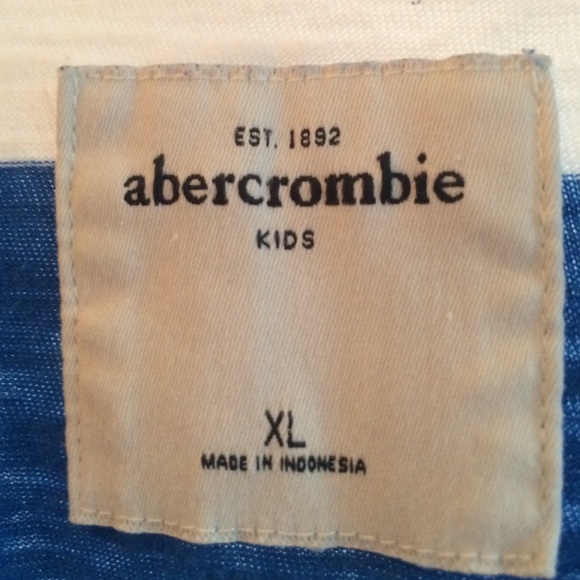 EST. 1892
abercrombie
KIDS
XL
MADE IN INDONESIA